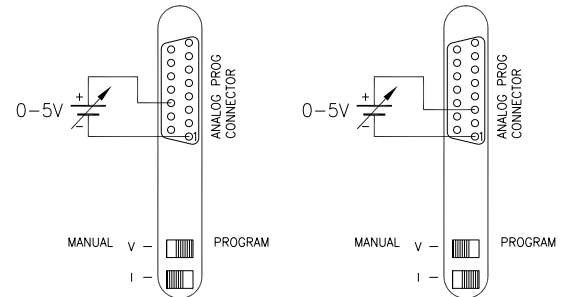 ANALOG PROG
CONNECTOR
+
0-5V
−
1
MANUAL V − PROGRAM
I −
ANALOG PROG
CONNECTOR
+
0-5V
−
1
MANUAL V − PROGRAM
I −